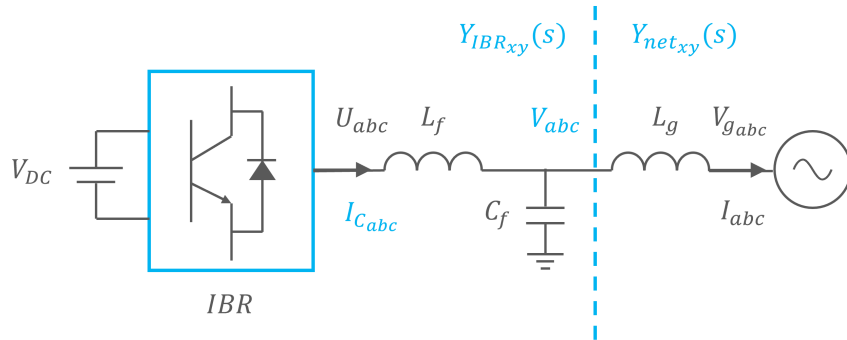 Y_{IBR_{xy}}(s) Y_{net_{xy}}(s)
U_{abc} L_f V_{abc} L_g V_{g_{abc}}
V_{DC}
I_{C_{abc}} C_f I_{abc}
IBR